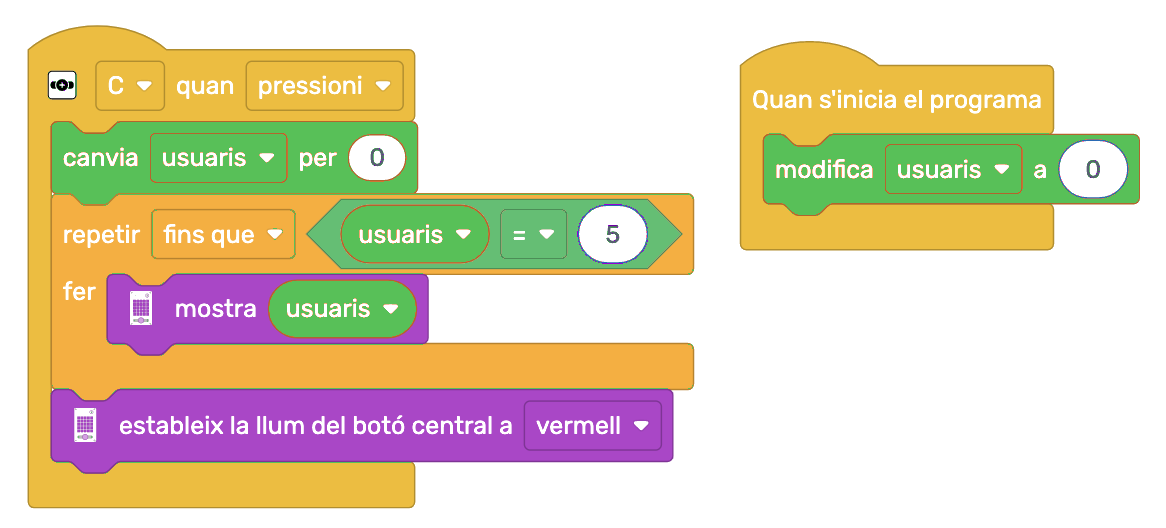 C quan pressioni
canvia usuaris per 0
repetir fins que usuaris = 5
fer mostra usuaris
estableix la llum del botó central a vermell
Quan s'inicia el programa
modifica usuaris a 0